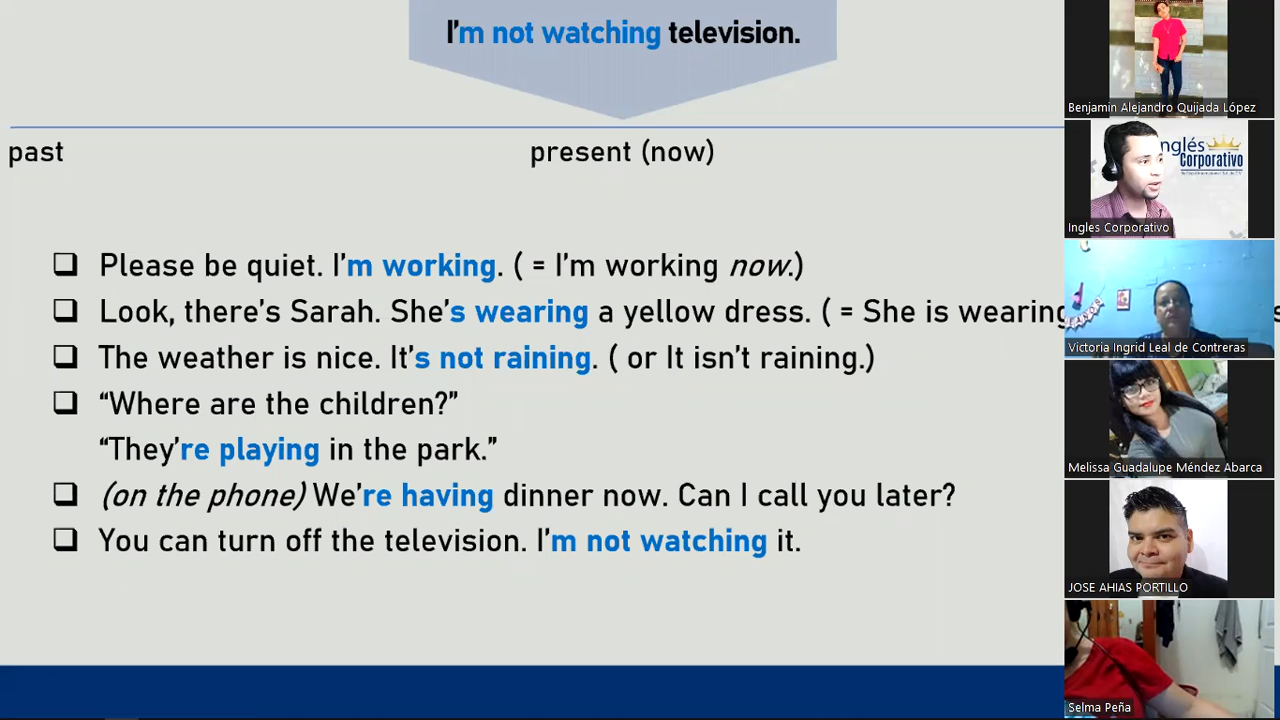 I'm not watching television.
past
present (now)
❑ Please be quiet. I'm working. ( = I'm working now.)
❑ Look, there's Sarah. She's wearing a yellow dress. ( = She is wearing
❑ The weather is nice. It's not raining. ( or It isn't raining.)
❑ “Where are the children?”
“They're playing in the park.”
❑ (on the phone) We're having dinner now. Can I call you later?
❑ You can turn off the television. I'm not watching it.
Benjamin Alejandro Quijada López
nglés
Corporativo
Ingles Corporativo
Victoria Ingrid Leal de Contreras
Melissa Guadalupe Méndez Abarca
JOSE AHIAS PORTILLO
Selma Peña